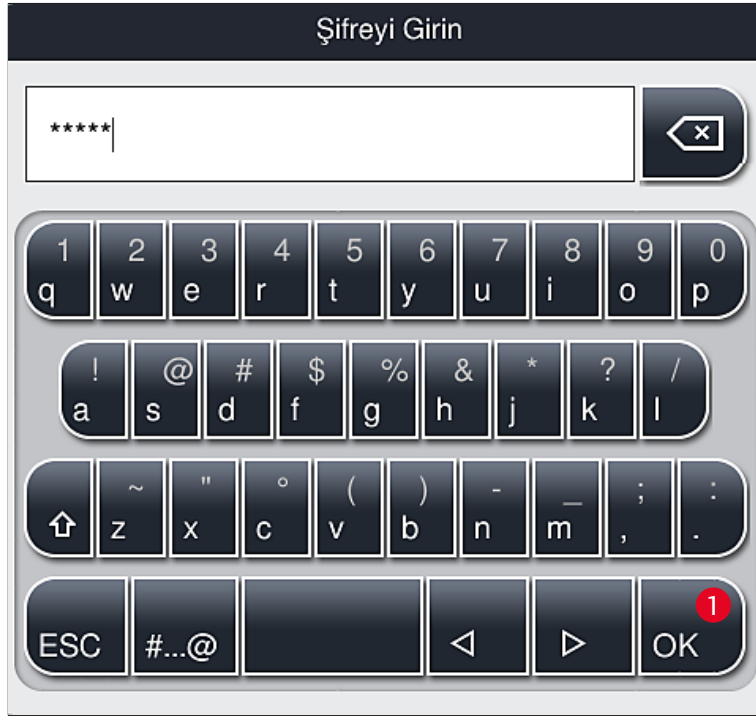 Şifreyi Girin
*****
1 2 3 4 5 6 7 8 9 0
q w e r t y u i o p
! @ # $ % & * ? /
a s d f g h j k l
~ " ° ( ) - _ ; :
z x c v b n m , .
1
ESC #...@ OK